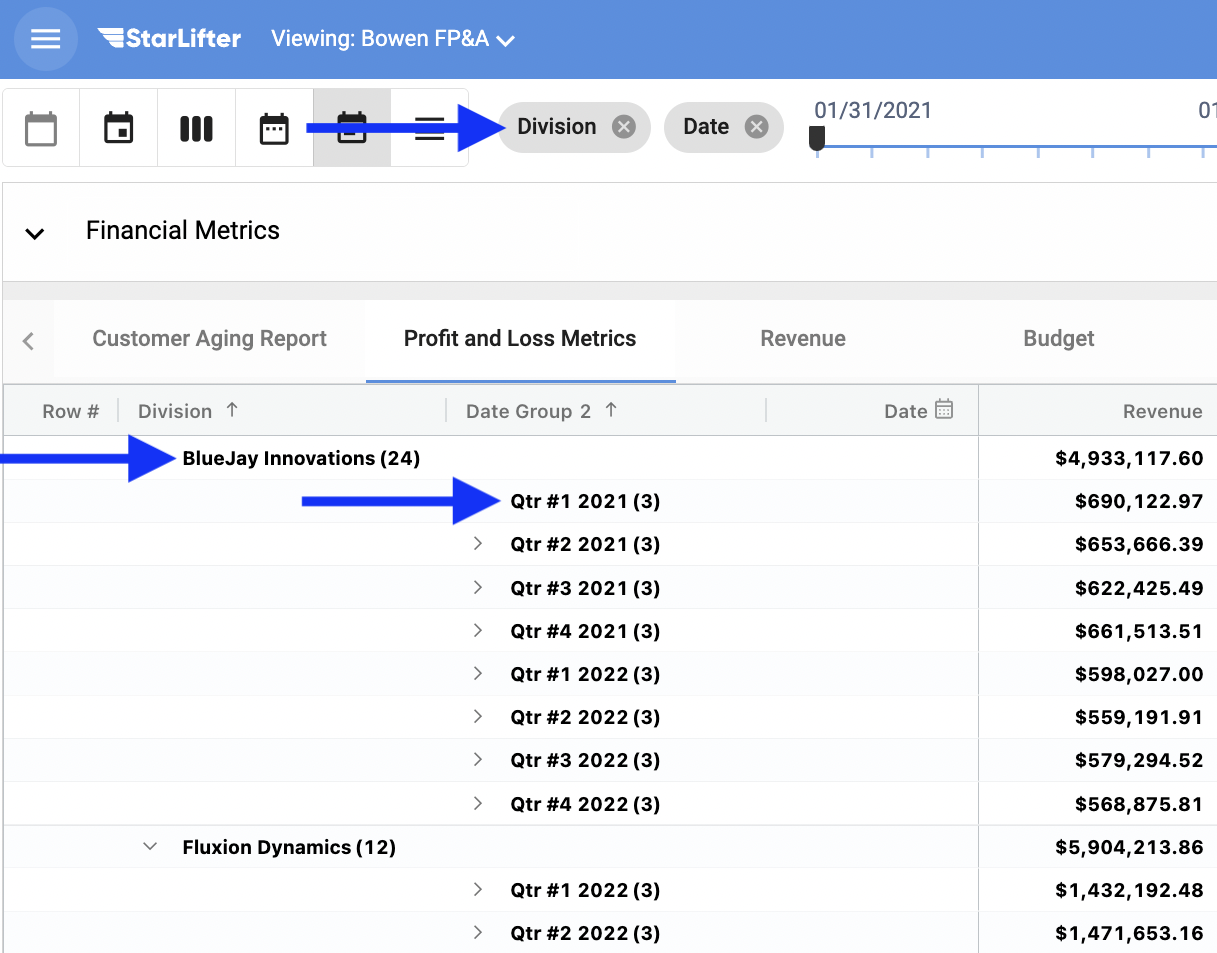 StarLifter Viewing: Bowen FP&A
Division Date 01/31/2021
Financial Metrics
Customer Aging Report Profit and Loss Metrics Revenue Budget
Row # Division Date Group 2 Date Revenue
BlueJay Innovations (24) $4,933,117.60
Qtr #1 2021 (3) $690,122.97
Qtr #2 2021 (3) $653,666.39
Qtr #3 2021 (3) $622,425.49
Qtr #4 2021 (3) $661,513.51
Qtr #1 2022 (3) $598,027.00
Qtr #2 2022 (3) $559,191.91
Qtr #3 2022 (3) $579,294.52
Qtr #4 2022 (3) $568,875.81
Fluxion Dynamics (12) $5,904,213.86
Qtr #1 2022 (3) $1,432,192.48
Qtr #2 2022 (3) $1,471,653.16